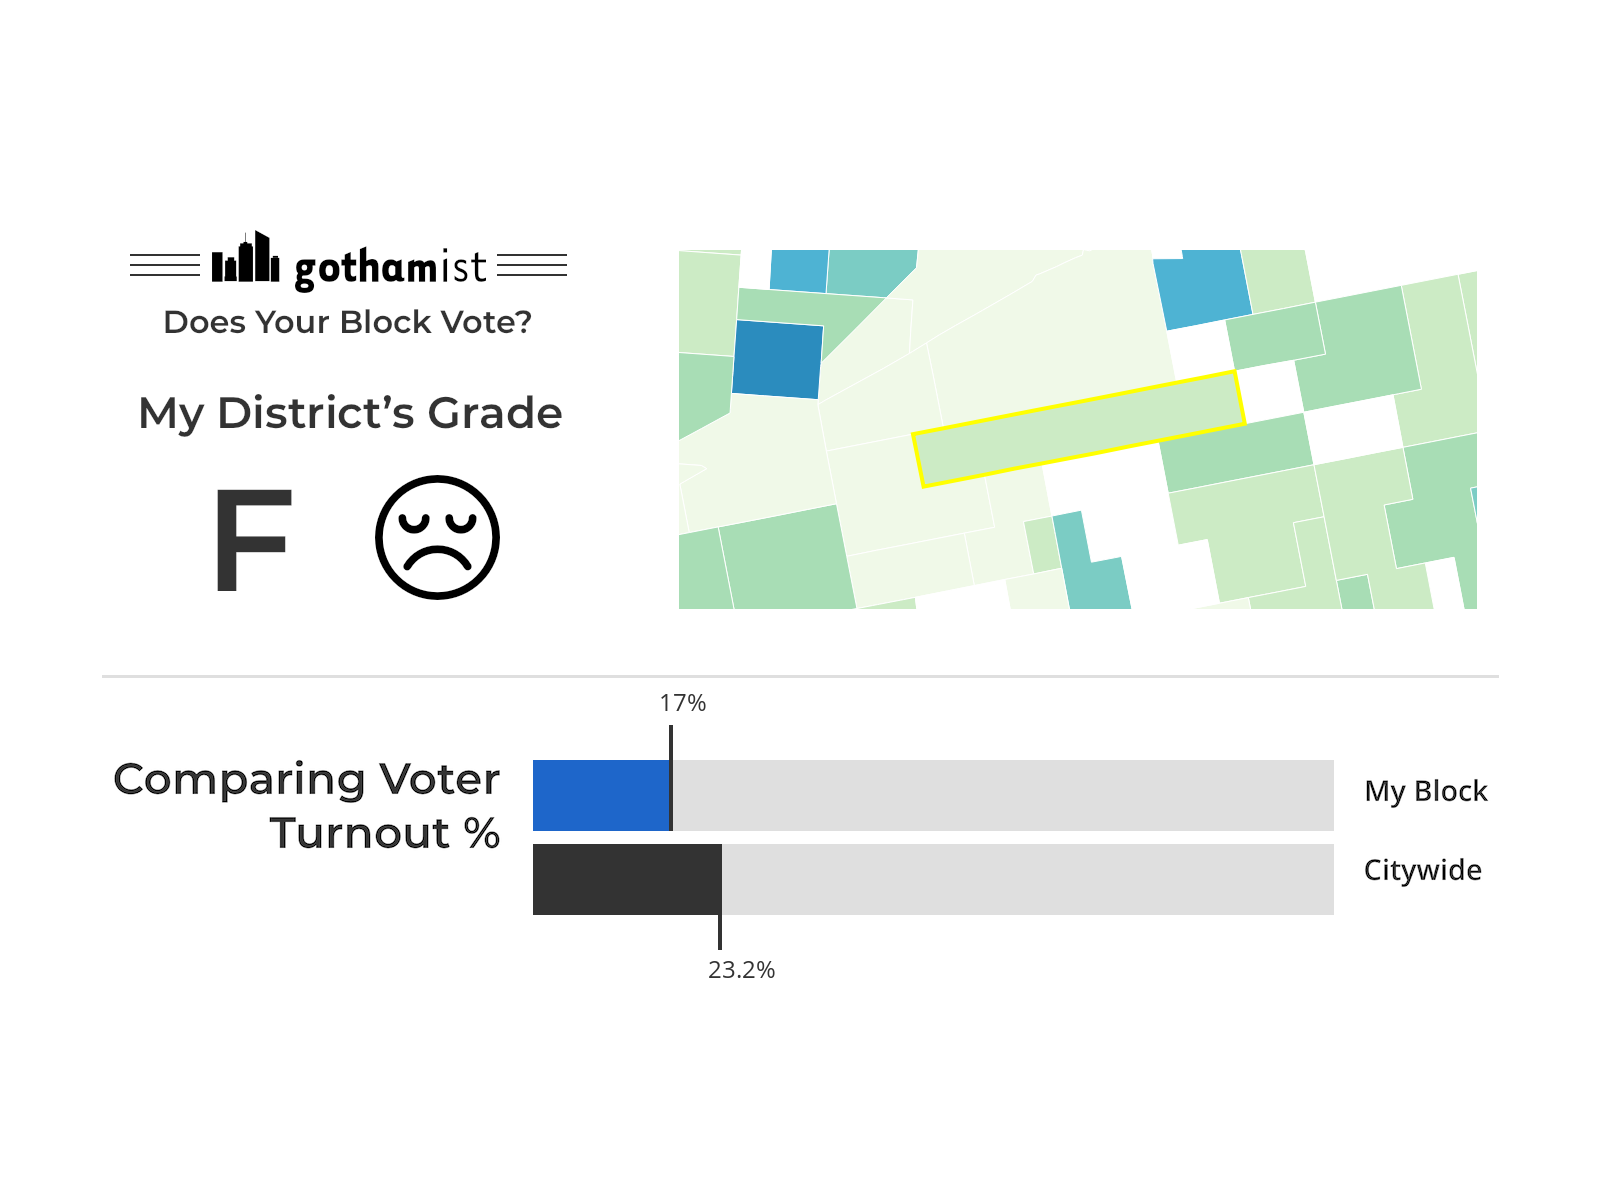 gothamist
Does Your Block Vote?
My District’s Grade
F
17%
Comparing Voter
Turnout %
My Block
Citywide
23.2%